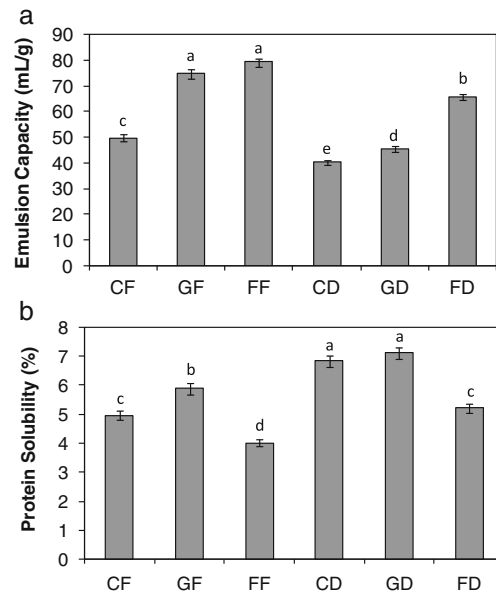 a
Emulsion Capacity (mL/g)
90
80
70
60
50
40
30
20
10
0
c
a
a
e
d
b
CF GF FF CD GD FD
b
Protein Solubility (%)
8
7
6
5
4
3
2
1
0
c
b
d
a
a
c
CF GF FF CD GD FD